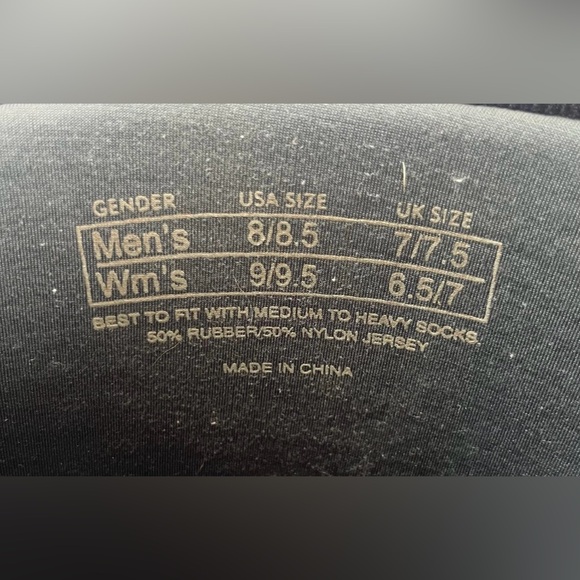 GENDER USA SIZE UK SIZE
Men's 8/8.5 7/7.5
Wm's 9/9.5 6.5/7
BEST TO FIT WITH MEDIUM TO HEAVY SOCKS.
50% RUBBER/50% NYLON JERSEY
MADE IN CHINA